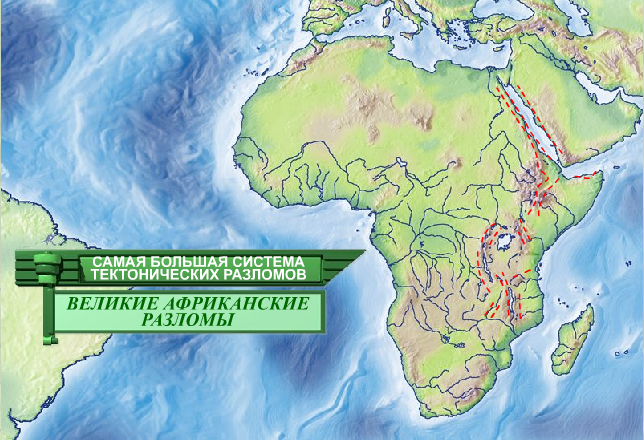 САМАЯ БОЛЬШАЯ СИСТЕМА
ТЕКТОНИЧЕСКИХ РАЗЛОМОВ
ВЕЛИКИЕ АФРИКАНСКИЕ
РАЗЛОМЫ